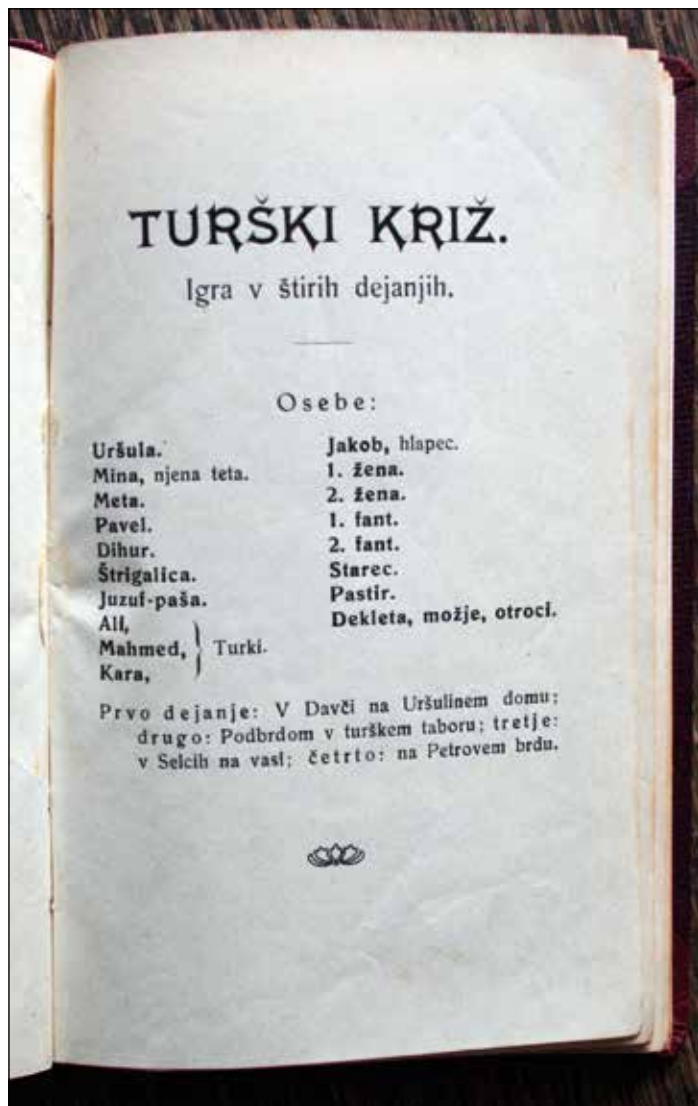 TURŠKI KRIŽ.
Igra v štirih dejanjih.
Osebe:
Uršula.
Mina, njena teta.
Meta.
Pavel.
Dihur.
Štrigalica.
Juzuf-paša.
Ali,
Mahmed, } Turki.
Kara,
Jakob, hlapec.
1. žena.
2. žena.
1. fant.
2. fant.
Starec.
Pastir.
Dekleta, možje, otroci.
Prvo dejanje: V Davči na Uršulinem domu;
drugo: Podbrdom v turškem taboru; tretje:
v Selcih na vasi; četrto: na Petrovem brdu.